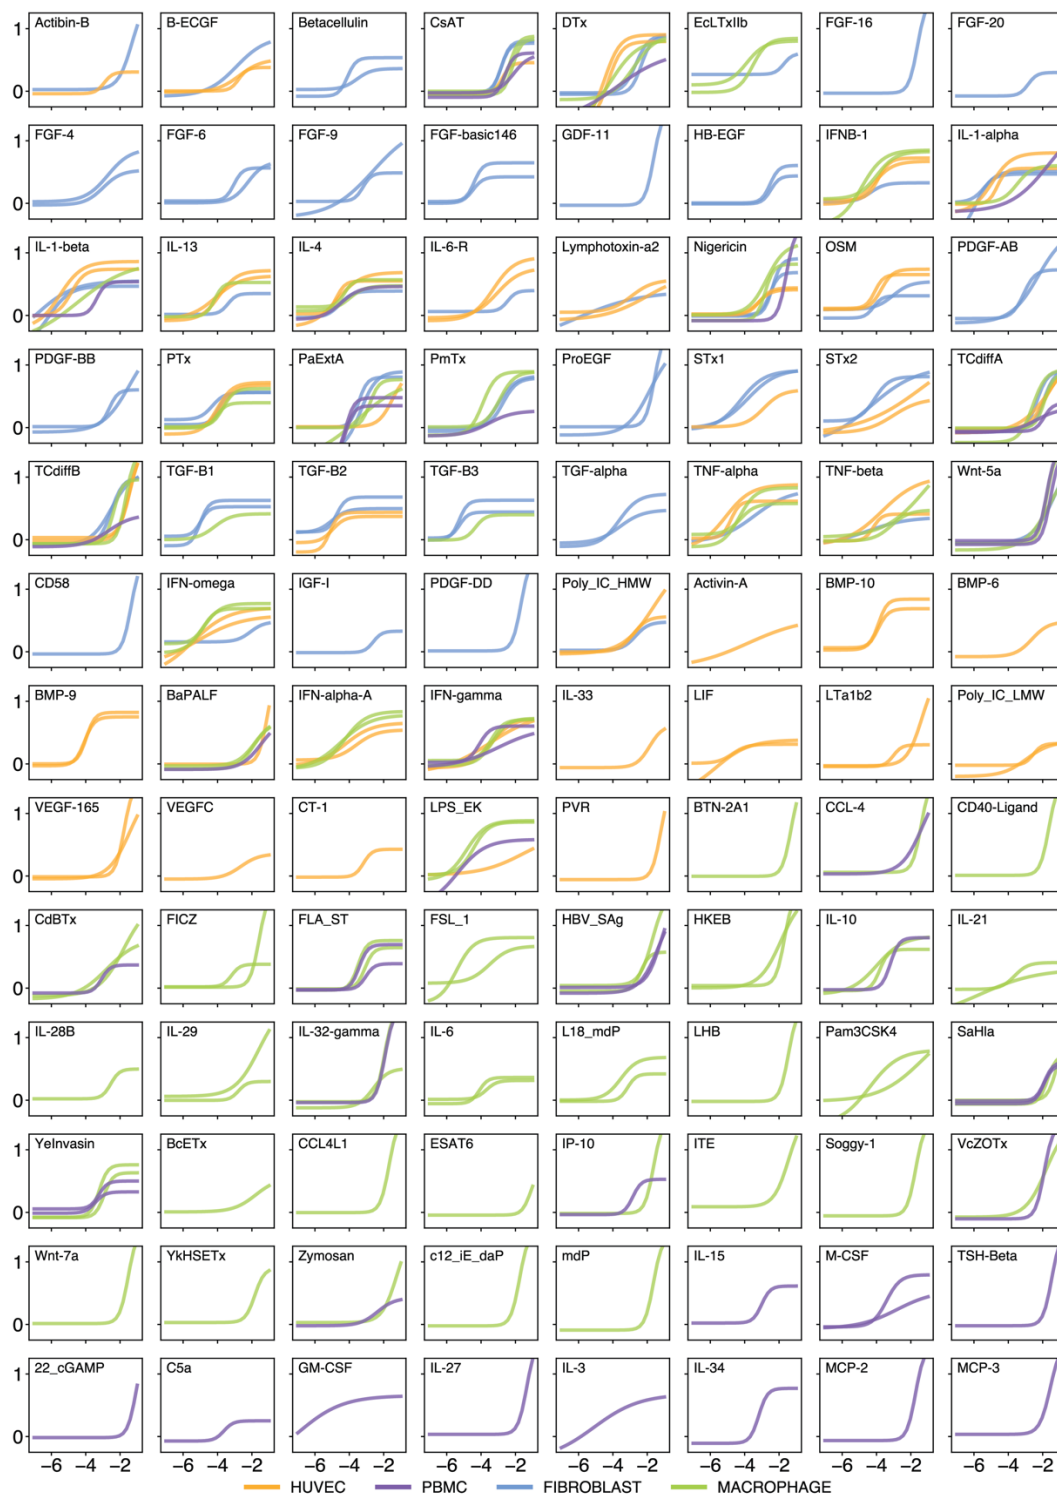 Actibin-B B-ECGF Betacellulin CsAT DTx EcLTxIIb FGF-16 FGF-20
1
0
FGF-4 FGF-6 FGF-9 FGF-basic146 GDF-11 HB-EGF IFNB-1 IL-1-alpha
1
0
IL-1-beta IL-13 IL-4 IL-6-R Lymphotoxin-a2 Nigericin OSM PDGF-AB
1
0
PDGF-BB PTx PaExtA PmTx ProEGF STx1 STx2 TCdiffA
1
0
TCdiffB TGF-B1 TGF-B2 TGF-B3 TGF-alpha TNF-alpha TNF-beta Wnt-5a
1
0
CD58 IFN-omega IGF-I PDGF-DD Poly_IC_HMW Activin-A BMP-10 BMP-6
1
0
BMP-9 BaPALF IFN-alpha-A IFN-gamma IL-33 LIF LTa1b2 Poly_IC_LMW
1
0
VEGF-165 VEGFC CT-1 LPS_EK PVR BTN-2A1 CCL-4 CD40-Ligand
1
0
CdBTx FICZ FLA_ST FSL_1 HBV_SAg HKEB IL-10 IL-21
1
0
IL-28B IL-29 IL-32-gamma IL-6 L18_mdP LHB Pam3CSK4 SaHla
1
0
YeInvasin BcETx CCL4L1 ESAT6 IP-10 ITE Soggy-1 VcZOTx
1
0
Wnt-7a YkHSETx Zymosan c12_iE_daP mdP IL-15 M-CSF TSH-Beta
1
0
22_cGAMP C5a GM-CSF IL-27 IL-3 IL-34 MCP-2 MCP-3
1
0
−6 −4 −2 −6 −4 −2 −6 −4 −2 −6 −4 −2 −6 −4 −2 −6 −4 −2 −6 −4 −2 −6 −4 −2
HUVEC PBMC FIBROBLAST MACROPHAGE